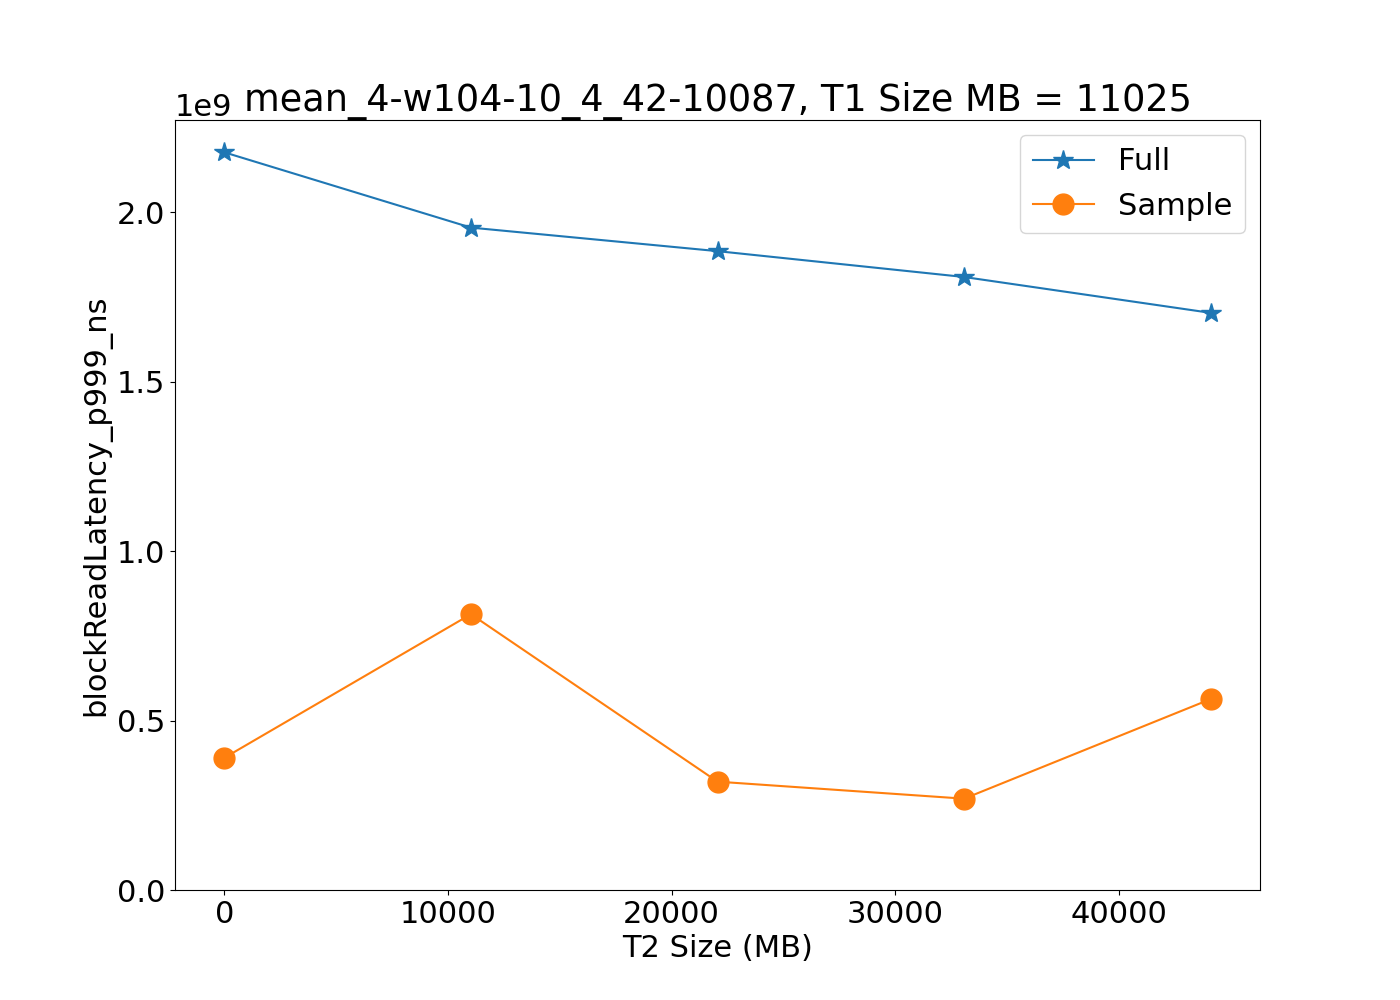 1e9
mean_4-w104-10_4_42-10087, T1 Size MB = 11025
Full
Sample
2.0
1.5
1.0
0.5
0.0
blockReadLatency_p999_ns
0 10000 20000 30000 40000
T2 Size (MB)